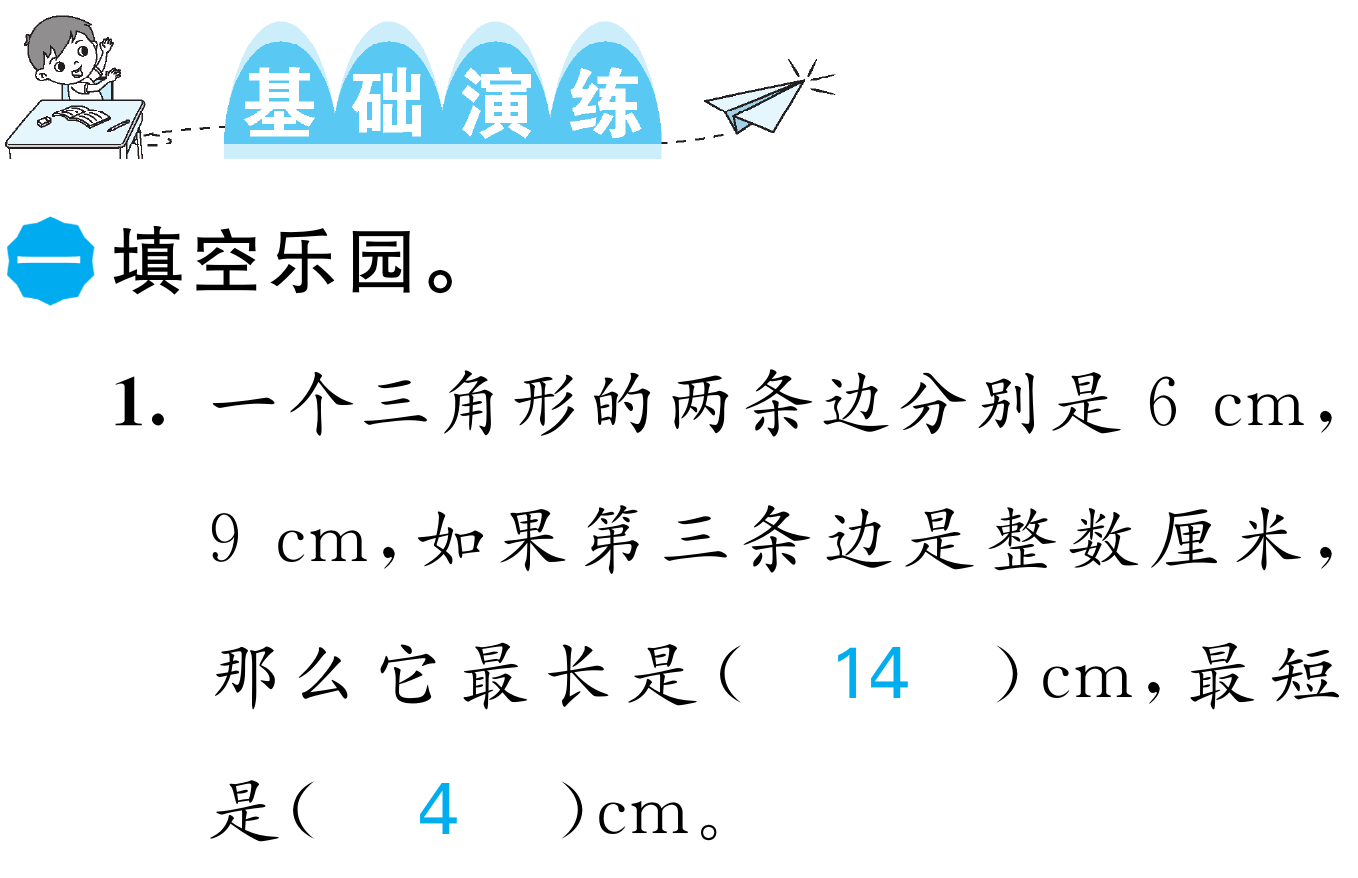 基础演练
一 填空乐园。
1. 一个三角形的两条边分别是 6 cm,
9 cm,如果第三条边是整数厘米,
那么它最长是( 14 )cm,最短
是( 4 )cm。